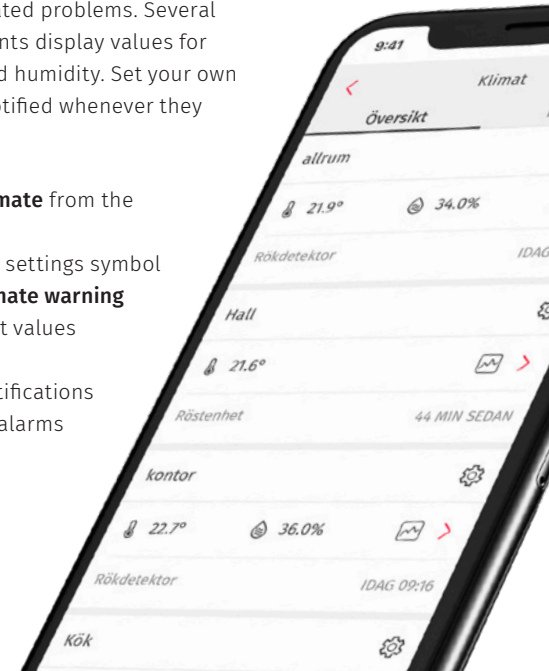 ated problems. Several
nts display values for
d humidity. Set your own
otified whenever they
mate from the
settings symbol
mate warning
t values
tifications
alarms
9:41
Klimat
Översikt
allrum
21.9° 34.0%
Rökdetektor IDAG
Hall
21.6°
Röstenhet 44 MIN SEDAN
kontor
22.7° 36.0%
Rökdetektor IDAG 09:16
Kök